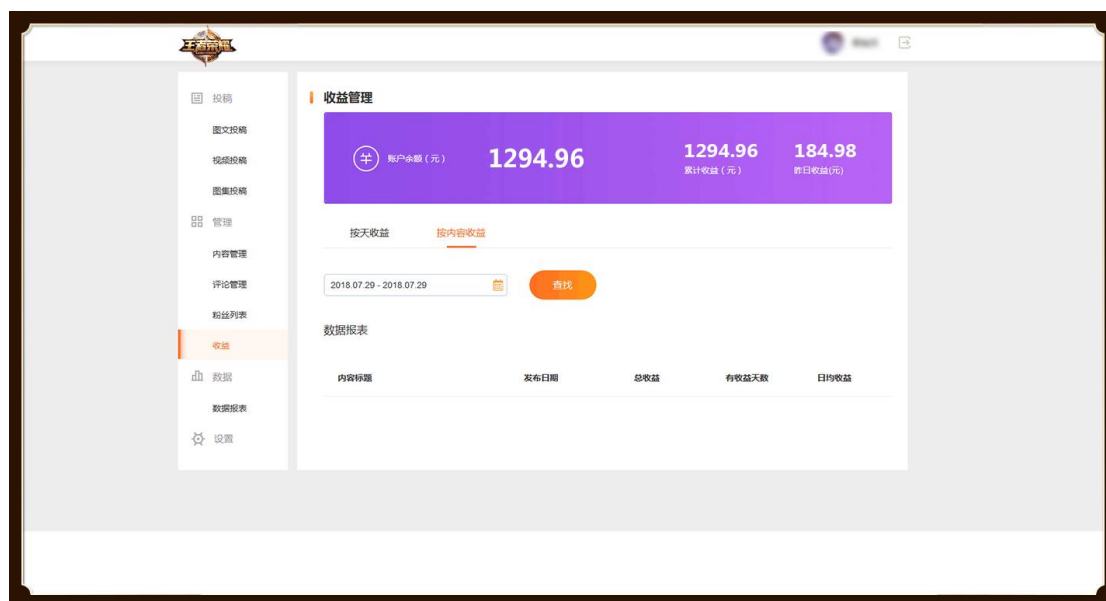 王者荣耀
投稿
图文投稿
视频投稿
图集投稿
管理
内容管理
评论管理
粉丝列表
收益
数据
数据报表
设置
收益管理
账户余额（元） 1294.96
1294.96
累计收益（元）
184.98
昨日收益(元)
按天收益 按内容收益
2018.07.29 - 2018.07.29 查找
数据报表
内容标题 发布日期 总收益 有收益天数 日均收益